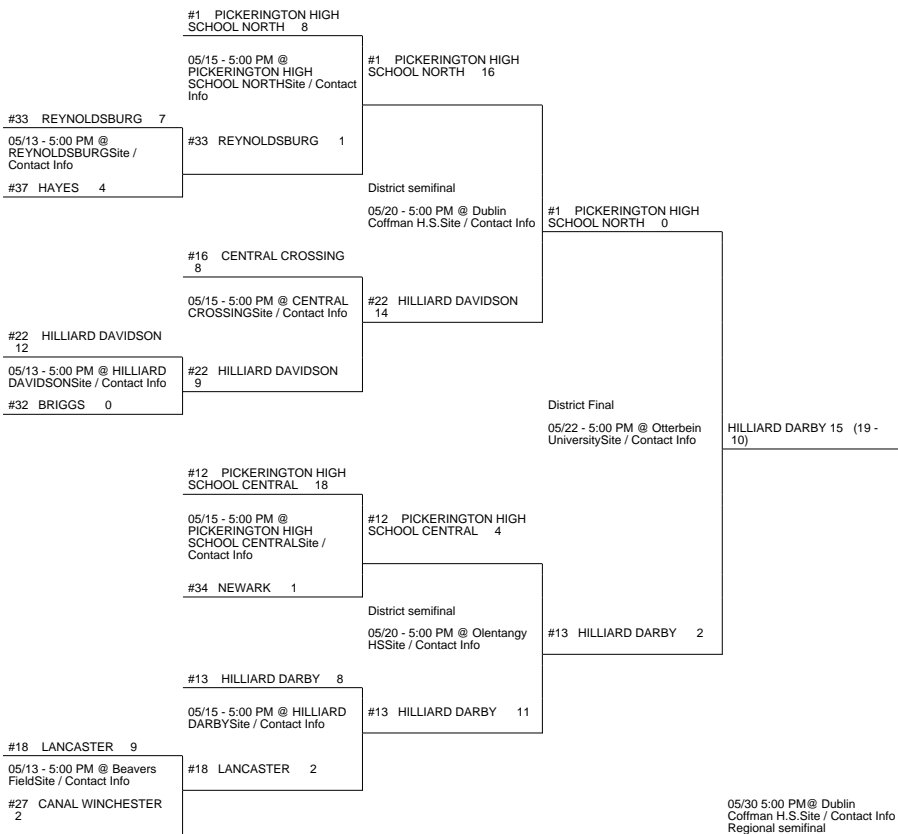 #1 PICKERINGTON HIGH
SCHOOL NORTH 8
05/15 - 5:00 PM @
PICKERINGTON HIGH
SCHOOL NORTHSite / Contact
Info
#1 PICKERINGTON HIGH
SCHOOL NORTH 16
#33 REYNOLDSBURG 7
05/13 - 5:00 PM @
REYNOLDSBURGSite /
Contact Info
#33 REYNOLDSBURG 1
#37 HAYES 4
District semifinal
05/20 - 5:00 PM @ Dublin
Coffman H.S.Site / Contact Info
#1 PICKERINGTON HIGH
SCHOOL NORTH 0
#16 CENTRAL CROSSING
8
05/15 - 5:00 PM @ CENTRAL
CROSSINGSite / Contact Info
#22 HILLIARD DAVIDSON
14
#22 HILLIARD DAVIDSON
12
05/13 - 5:00 PM @ HILLIARD
DAVIDSONSite / Contact Info
#22 HILLIARD DAVIDSON
9
#32 BRIGGS 0
District Final
05/22 - 5:00 PM @ Otterbein
UniversitySite / Contact Info
HILLIARD DARBY 15 (19 -
10)
#12 PICKERINGTON HIGH
SCHOOL CENTRAL 18
05/15 - 5:00 PM @
PICKERINGTON HIGH
SCHOOL CENTRALSite /
Contact Info
#12 PICKERINGTON HIGH
SCHOOL CENTRAL 4
#34 NEWARK 1
District semifinal
05/20 - 5:00 PM @ Olentangy
HSSite / Contact Info
#13 HILLIARD DARBY 2
#13 HILLIARD DARBY 8
05/15 - 5:00 PM @ HILLIARD
DARBYSite / Contact Info
#13 HILLIARD DARBY 11
#18 LANCASTER 9
05/13 - 5:00 PM @ Beavers
FieldSite / Contact Info
#18 LANCASTER 2
#27 CANAL WINCHESTER
2
05/30 5:00 PM@ Dublin
Coffman H.S.Site / Contact Info
Regional semifinal